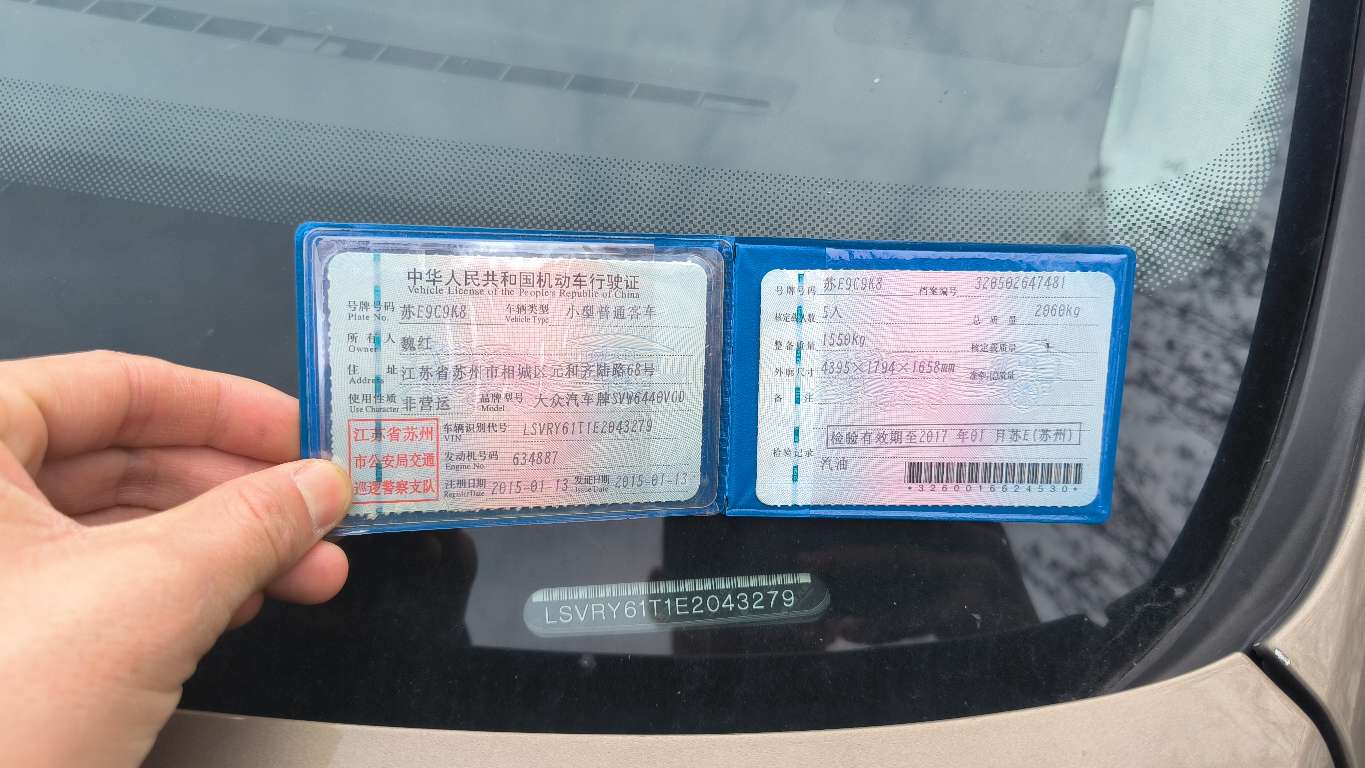 中华人民共和国机动车行驶证
Vehicle License of the People's Republic of China
号牌号码 苏E9C9K8 车辆类型 小型普通客车
Plate No. Vehicle Type
所有人 魏红
Owner
住址 江苏省苏州市相城区元和齐陆路68号
Address
使用性质 非营运 品牌型号 大众汽车牌SVW6440VGD
Use Character Model
江苏省苏州
市公安局交通
巡逻警察支队
车辆识别代号 LSVRY61T1E2043279
VIN
发动机号码 634887
Engine No.
注册日期 2015-01-13 发证日期 2015-01-13
Register Date Issue Date
号牌号码 苏E9C9K8 档案编号 320502647481
核定载人数 5人 总质量 2060kg
整备质量 1550kg 核定载质量
外廓尺寸 4395×1794×1658mm 准牵引总质量
备注
检验有效期至2017年01月苏E(苏州)
检验记录
汽油
*3260016624530*
LSVRY61T1E2043279